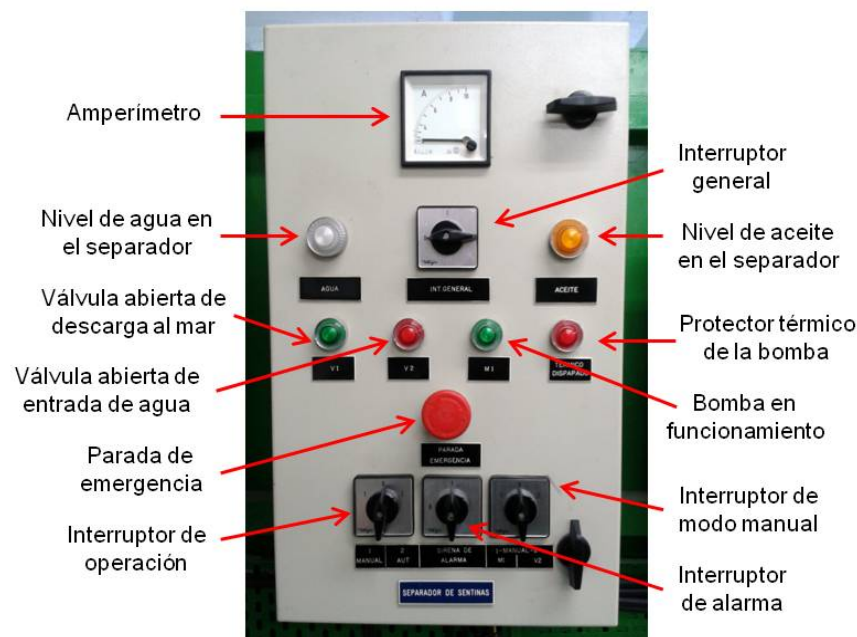 Amperímetro
A
Interruptor
general
Nivel de agua en
el separador
Nivel de aceite
en el separador
AGUA
INT.GENERAL
ACEITE
Válvula abierta de
descarga al mar
Protector térmico
de la bomba
V1
V2
M1
TERMICO
DISPARADO
Válvula abierta de
entrada de agua
Bomba en
funcionamiento
PARADA
EMERGENCIA
Parada de
emergencia
Interruptor de
modo manual
Interruptor de
operación
1
MANUAL
2
AUT
SIRENA DE
ALARMA
1-MANUAL-2
M1
V2
Interruptor
de alarma
SEPARADOR DE SENTINAS